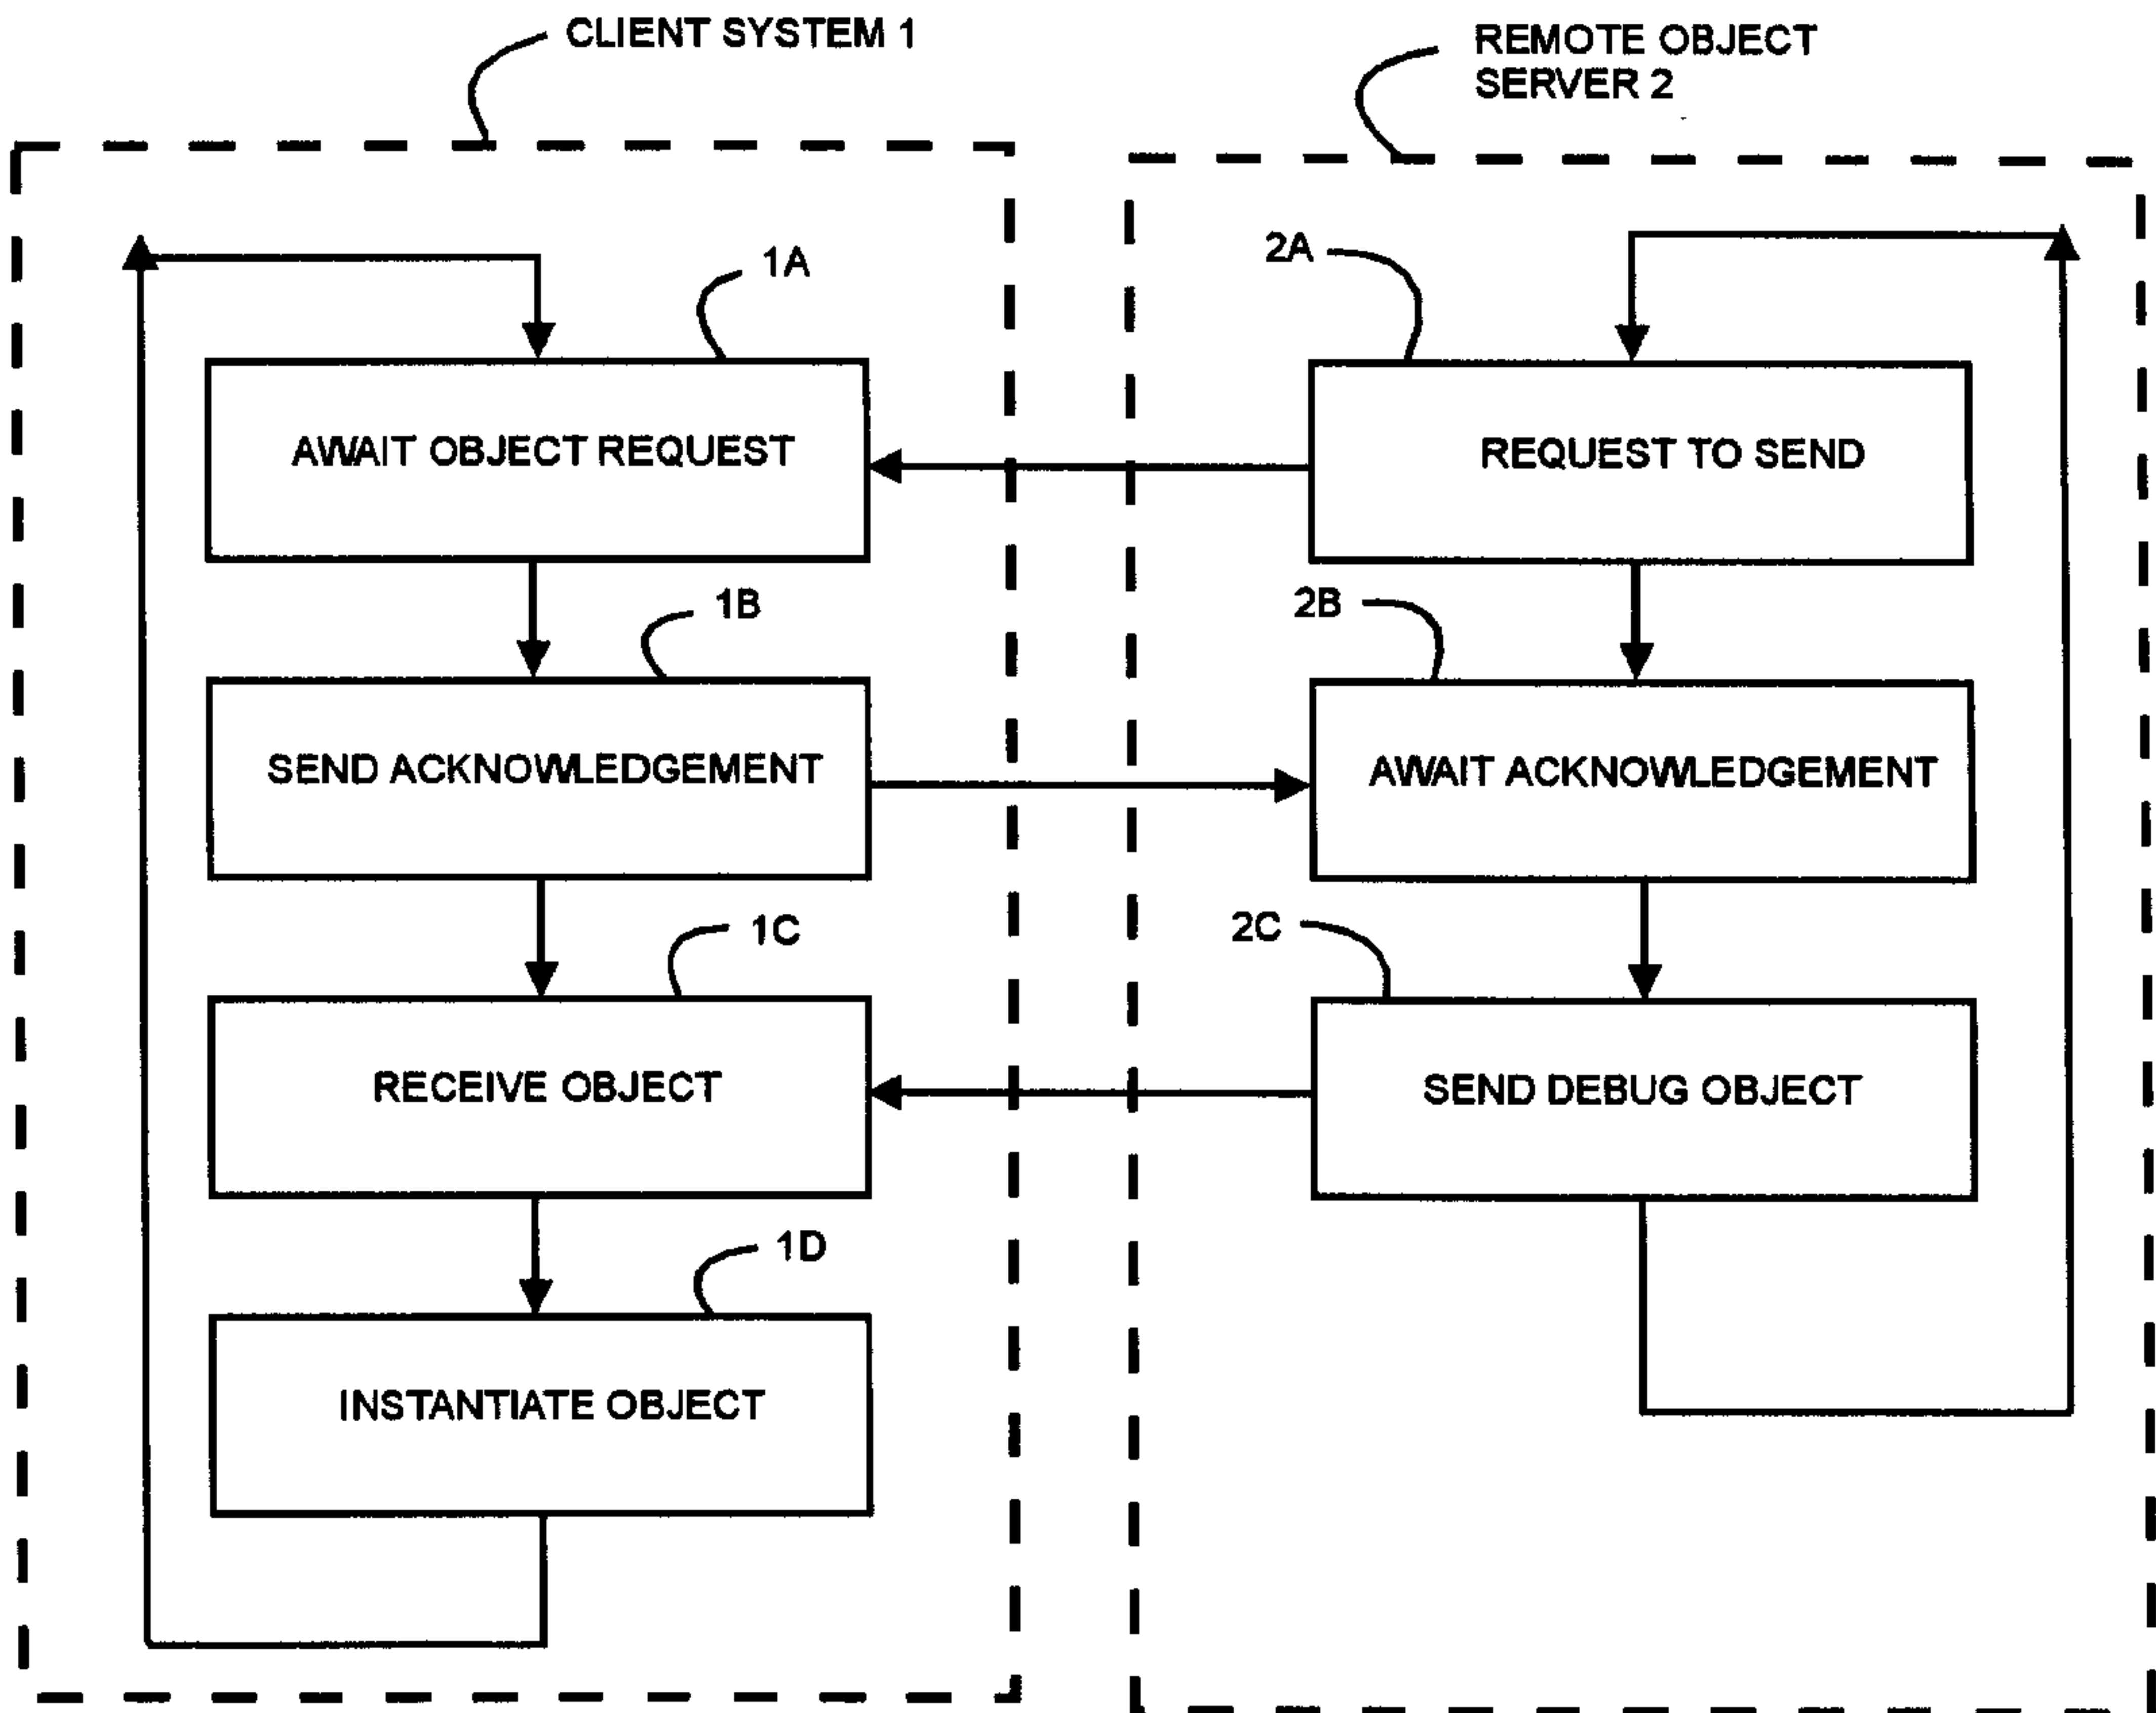 CLIENT SYSTEM 1
REMOTE OBJECT
SERVER 2
1A
2A
AWAIT OBJECT REQUEST
REQUEST TO SEND
1B
2B
SEND ACKNOWLEDGEMENT
AWAIT ACKNOWLEDGEMENT
1C
2C
RECEIVE OBJECT
SEND DEBUG OBJECT
1D
INSTANTIATE OBJECT